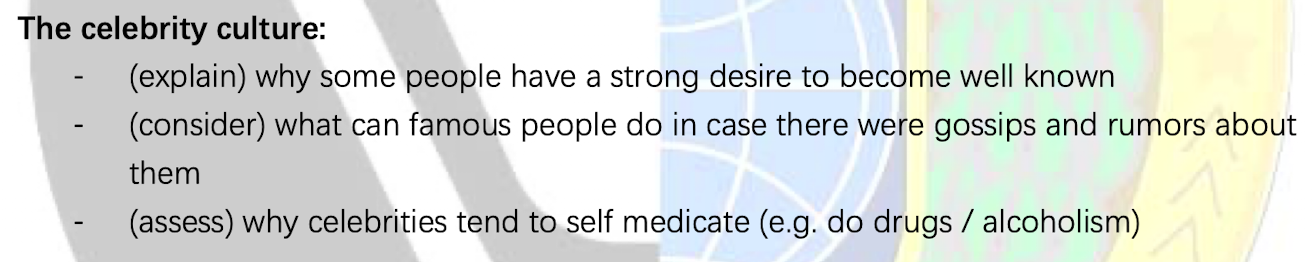 The celebrity culture:
- (explain) why some people have a strong desire to become well known
- (consider) what can famous people do in case there were gossips and rumors about
them
- (assess) why celebrities tend to self medicate (e.g. do drugs / alcoholism)